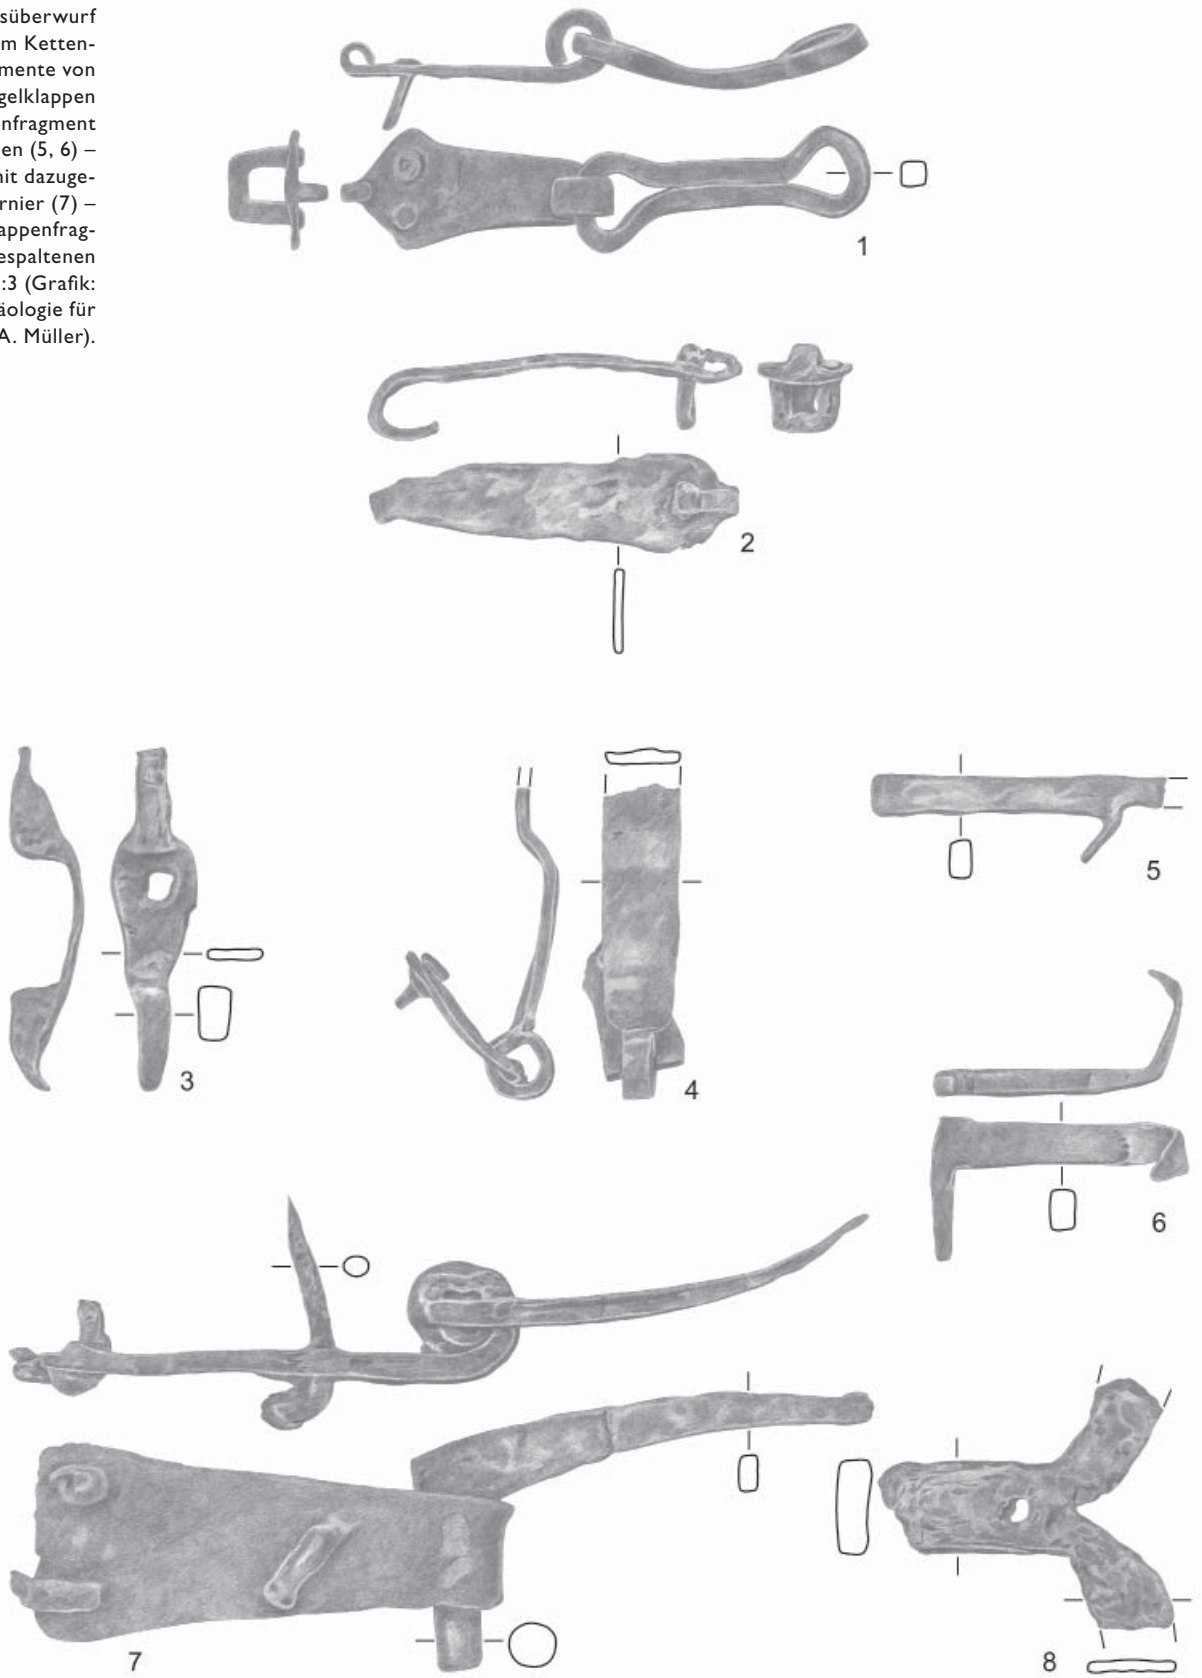 süberwurf
m Ketten-
mente von
gelklappen
nfragment
en (5, 6) –
nit dazuge-
rnier (7) –
appenfrag-
espaltenen
:3 (Grafik:
äologie für
A. Müller).
1
2
3
4
5
6
7
8